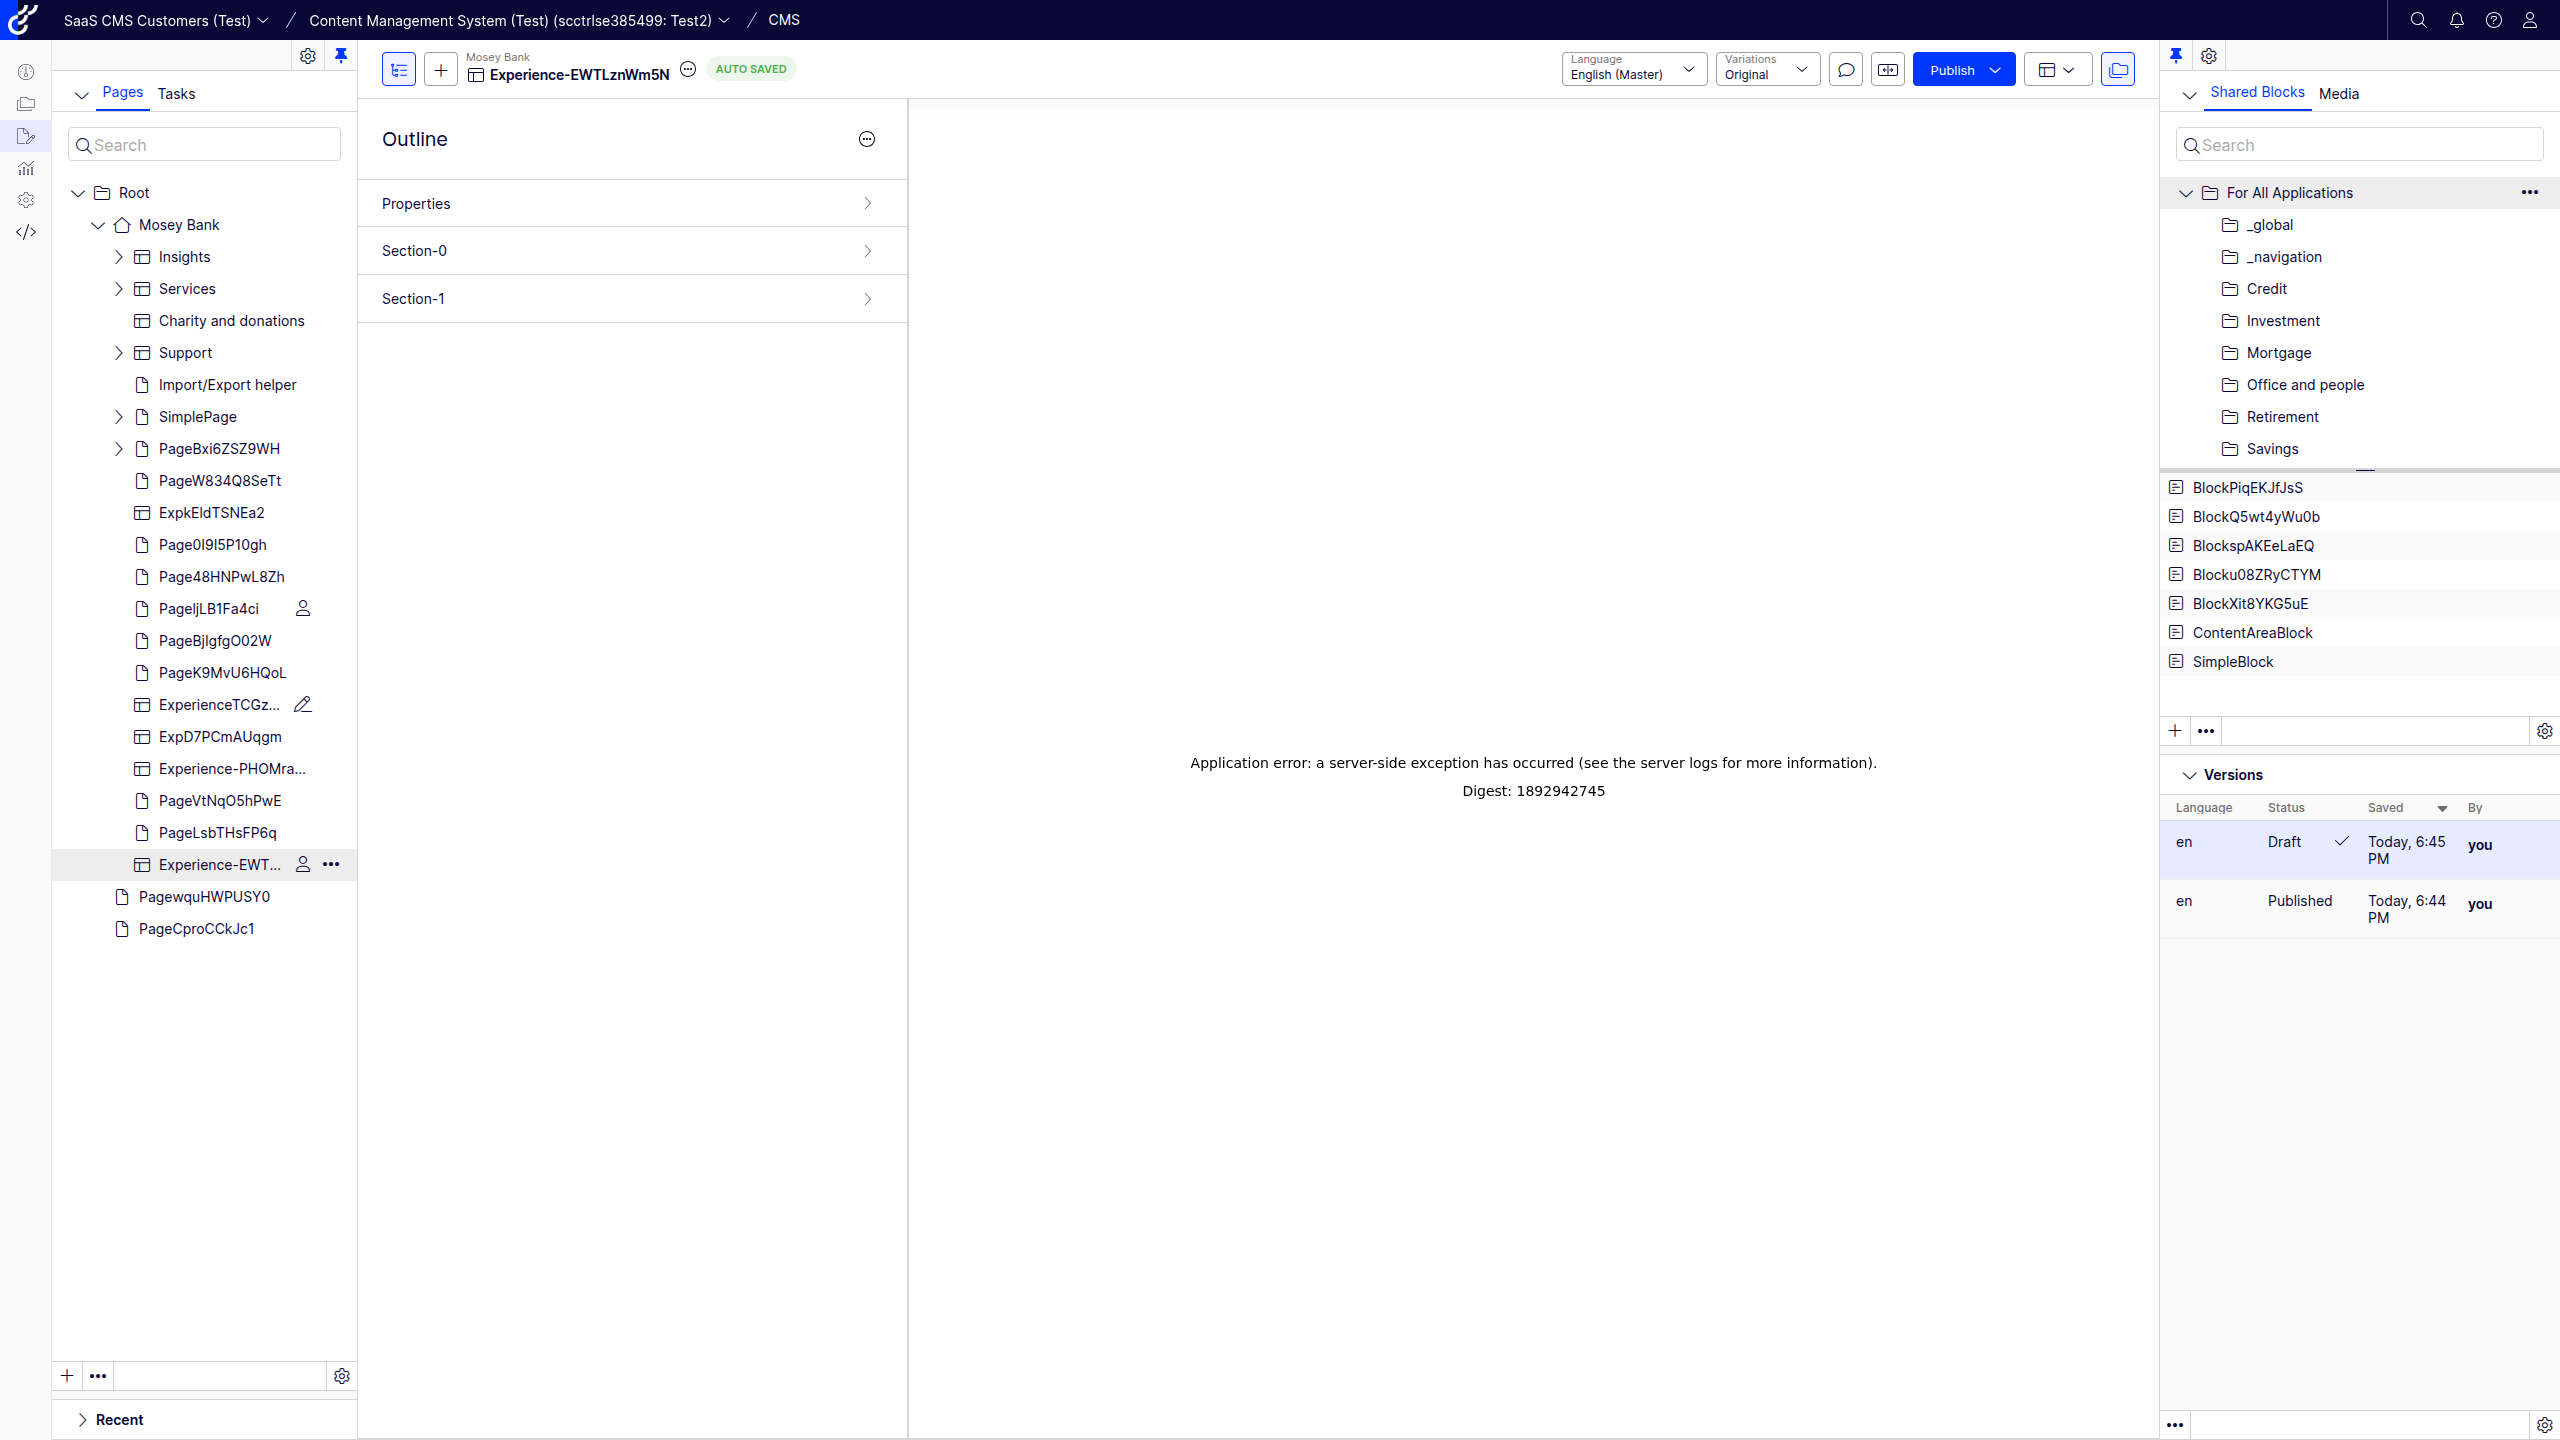 SaaS CMS Customers (Test) / Content Management System (Test) (scctrlse385499: Test2) / CMS
Pages Tasks
Search
Root
Mosey Bank
Insights
Services
Charity and donations
Support
Import/Export helper
SimplePage
PageBxi6ZSZ9WH
PageW834Q8SeTt
ExpkEldTSNEa2
Page0I9I5P10gh
Page48HNPwL8Zh
PageIjLB1Fa4ci
PageBjlgfgO02W
PageK9MvU6HQoL
ExperienceTCGz...
ExpD7PCmAUqgm
Experience-PHOMra...
PageVtNqO5hPwE
PageLsbTHsFP6q
Experience-EWT...
PagewquHWPUSY0
PageCproCCkJc1
Recent
Mosey Bank
Experience-EWTLznWm5N
AUTO SAVED
Language
English (Master)
Variations
Original
Publish
Outline
Properties
Section-0
Section-1
Application error: a server-side exception has occurred (see the server logs for more information).
Digest: 1892942745
Shared Blocks Media
Search
For All Applications
_global
_navigation
Credit
Investment
Mortgage
Office and people
Retirement
Savings
BlockPiqEKJfJsS
BlockQ5wt4yWu0b
BlockspAKEeLaEQ
Blocku08ZRyCTYM
BlockXit8YKG5uE
ContentAreaBlock
SimpleBlock
Versions
Language Status Saved By
en Draft Today, 6:45 PM you
en Published Today, 6:44 PM you